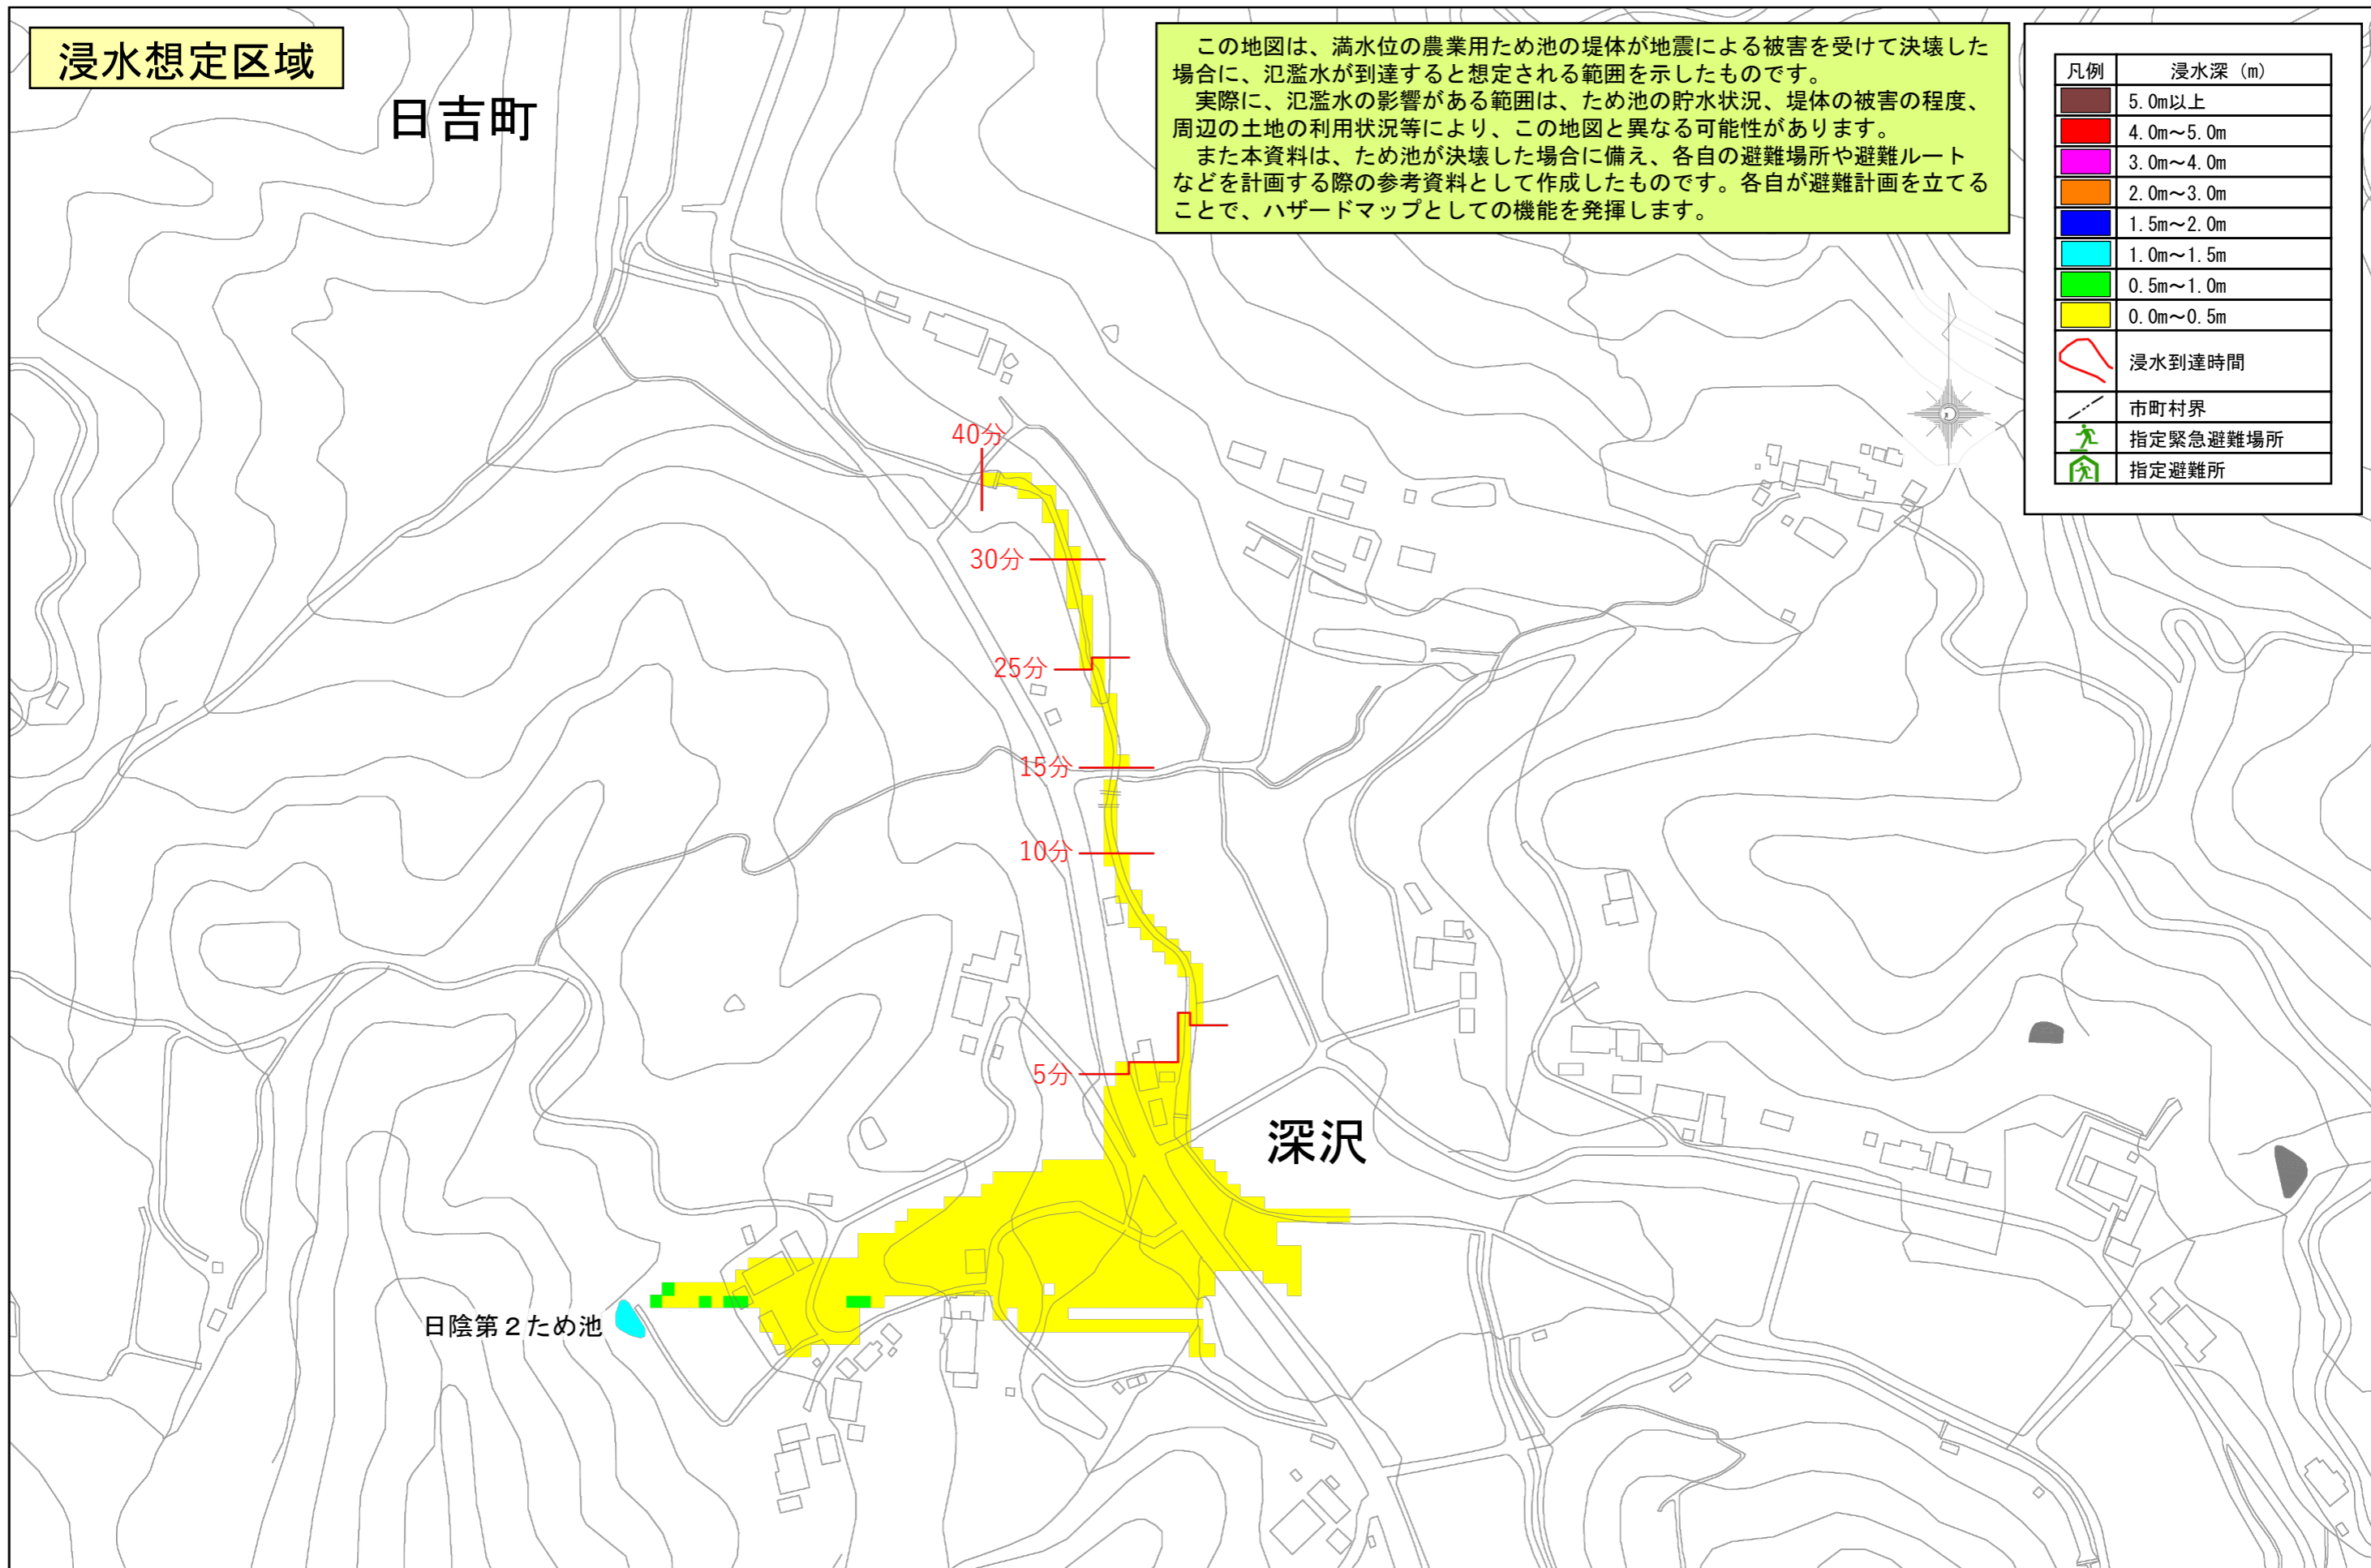 浸水想定区域
日吉町
　この地図は、満水位の農業用ため池の堤体が地震による被害を受けて決壊した
場合に、氾濫水が到達すると想定される範囲を示したものです。
　実際に、氾濫水の影響がある範囲は、ため池の貯水状況、堤体の被害の程度、
周辺の土地の利用状況等により、この地図と異なる可能性があります。
　また本資料は、ため池が決壊した場合に備え、各自の避難場所や避難ルート
などを計画する際の参考資料として作成したものです。各自が避難計画を立てる
ことで、ハザードマップとしての機能を発揮します。
凡例　浸水深（m）
5.0m以上
4.0m～5.0m
3.0m～4.0m
2.0m～3.0m
1.5m～2.0m
1.0m～1.5m
0.5m～1.0m
0.0m～0.5m
浸水到達時間
市町村界
指定緊急避難場所
指定避難所
40分
30分
25分
15分
10分
5分
深沢
日陰第２ため池